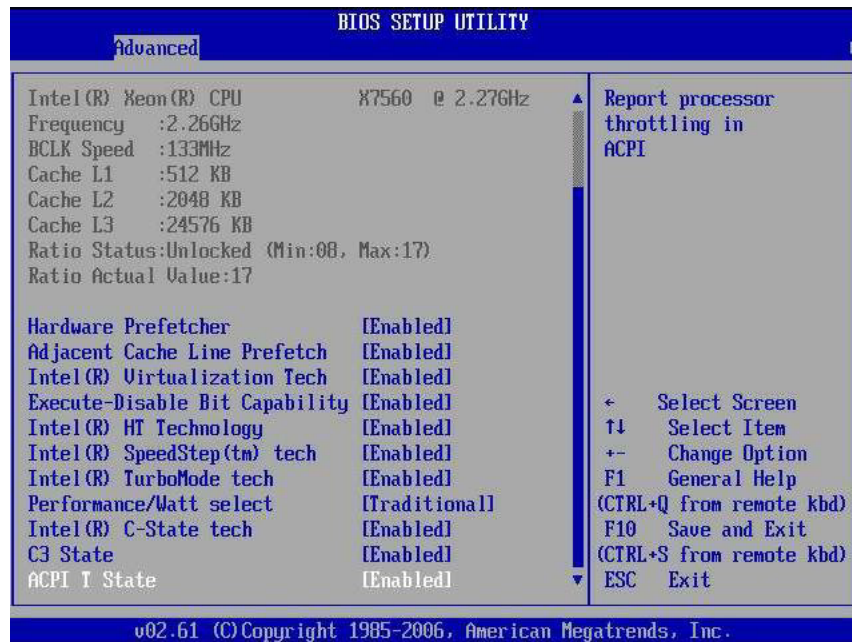 BIOS SETUP UTILITY
Advanced
Intel(R) Xeon(R) CPU X7560 @ 2.27GHz
Frequency :2.26GHz
BCLK Speed :133MHz
Cache L1 :512 KB
Cache L2 :2048 KB
Cache L3 :24576 KB
Ratio Status:Unlocked (Min:08, Max:17)
Ratio Actual Value:17
Hardware Prefetcher [Enabled]
Adjacent Cache Line Prefetch [Enabled]
Intel(R) Virtualization Tech [Enabled]
Execute-Disable Bit Capability [Enabled]
Intel(R) HT Technology [Enabled]
Intel(R) SpeedStep(tm) tech [Enabled]
Intel(R) TurboMode tech [Enabled]
Performance/Watt select [Traditional]
Intel(R) C-State tech [Enabled]
C3 State [Enabled]
ACPI T State [Enabled]
Report processor
throttling in
ACPI
← Select Screen
↑↓ Select Item
+- Change Option
F1 General Help
(CTRL+Q from remote kbd)
F10 Save and Exit
(CTRL+S from remote kbd)
ESC Exit
v02.61 (C)Copyright 1985-2006, American Megatrends, Inc.